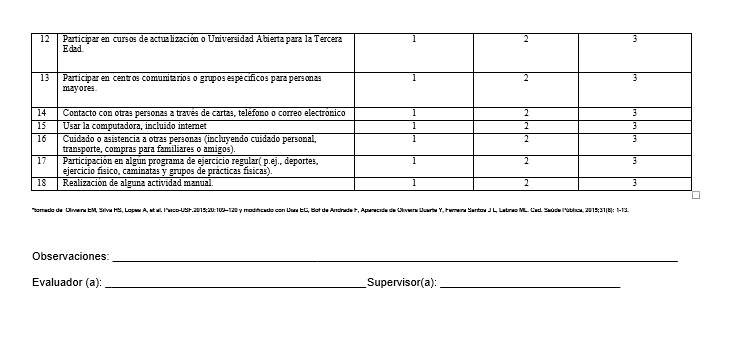 12 Participar en cursos de actualización o Universidad Abierta para la Tercera 1 2 3
Edad.
13 Participar en centros comunitarios o grupos específicos para personas 1 2 3
mayores.
14 Contacto con otras personas a través de cartas, teléfono o correo electrónico 1 2 3
15 Usar la computadora, incluido internet 1 2 3
16 Cuidado o asistencia a otras personas (incluyendo cuidado personal, 1 2 3
transporte, compras para familiares o amigos).
17 Participación en algún programa de ejercicio regular( p.ej., deportes, 1 2 3
ejercicio físico, caminatas y grupos de prácticas físicas).
18 Realización de alguna actividad manual. 1 2 3
*Tomado de Oliveira EM, Silva HS, Lopes A, et al. Psico-USF.2015;20:109–120 y modificado con Dias EG, Bof de Andrade F, Aparecida de Oliveira Duarte Y, Ferreira Santos J L, Lebrao ML. Cad. Saúde Pública, 2015;31(8): 1-13.
Observaciones:
Evaluador (a): Supervisor(a):